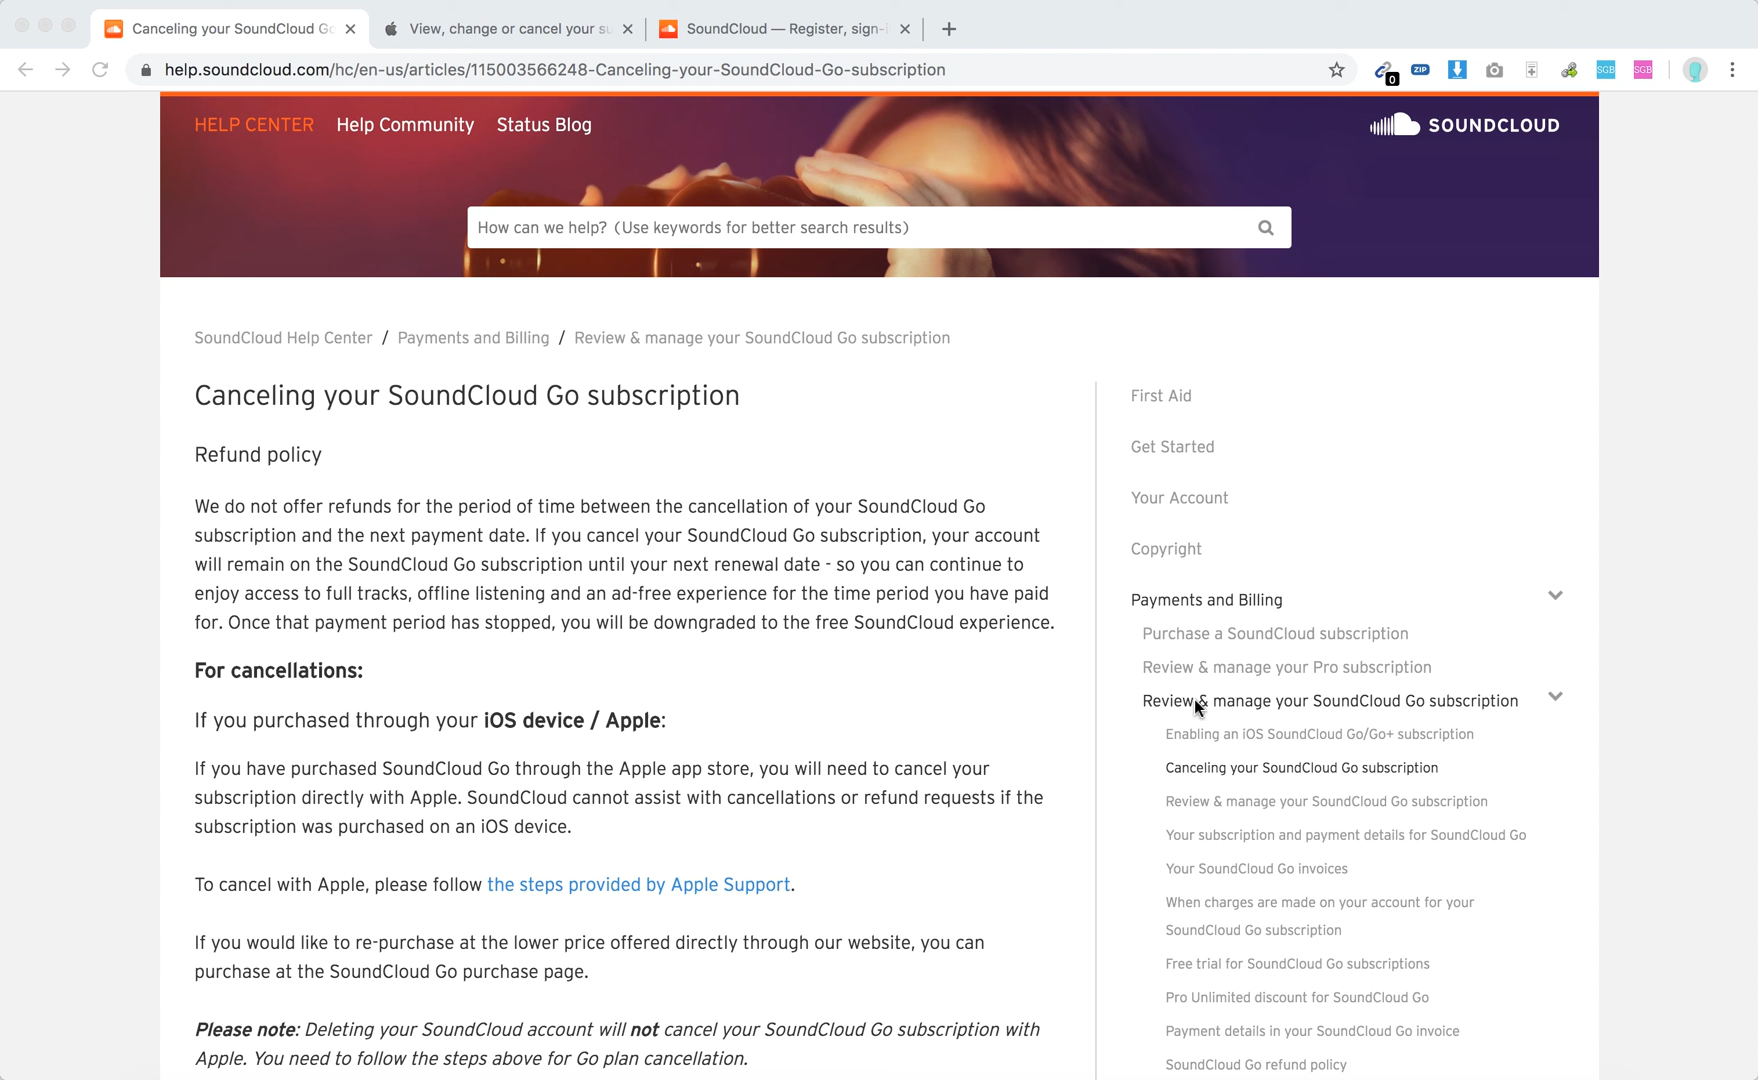 Canceling your SoundCloud Go
View, change or cancel your su
SoundCloud — Register, sign-i
help.soundcloud.com/hc/en-us/articles/115003566248-Canceling-your-SoundCloud-Go-subscription
0
ZIP
SGB
SGB
HELP CENTER
Help Community
Status Blog
SOUNDCLOUD
How can we help? (Use keywords for better search results)
SoundCloud Help Center / Payments and Billing / Review & manage your SoundCloud Go subscription
Canceling your SoundCloud Go subscription
Refund policy
We do not offer refunds for the period of time between the cancellation of your SoundCloud Go
subscription and the next payment date. If you cancel your SoundCloud Go subscription, your account
will remain on the SoundCloud Go subscription until your next renewal date - so you can continue to
enjoy access to full tracks, offline listening and an ad-free experience for the time period you have paid
for. Once that payment period has stopped, you will be downgraded to the free SoundCloud experience.
For cancellations:
If you purchased through your iOS device / Apple:
If you have purchased SoundCloud Go through the Apple app store, you will need to cancel your
subscription directly with Apple. SoundCloud cannot assist with cancellations or refund requests if the
subscription was purchased on an iOS device.
To cancel with Apple, please follow the steps provided by Apple Support.
If you would like to re-purchase at the lower price offered directly through our website, you can
purchase at the SoundCloud Go purchase page.
Please note: Deleting your SoundCloud account will not cancel your SoundCloud Go subscription with
Apple. You need to follow the steps above for Go plan cancellation.
First Aid
Get Started
Your Account
Copyright
Payments and Billing
Purchase a SoundCloud subscription
Review & manage your Pro subscription
Review & manage your SoundCloud Go subscription
Enabling an iOS SoundCloud Go/Go+ subscription
Canceling your SoundCloud Go subscription
Review & manage your SoundCloud Go subscription
Your subscription and payment details for SoundCloud Go
Your SoundCloud Go invoices
When charges are made on your account for your
SoundCloud Go subscription
Free trial for SoundCloud Go subscriptions
Pro Unlimited discount for SoundCloud Go
Payment details in your SoundCloud Go invoice
SoundCloud Go refund policy